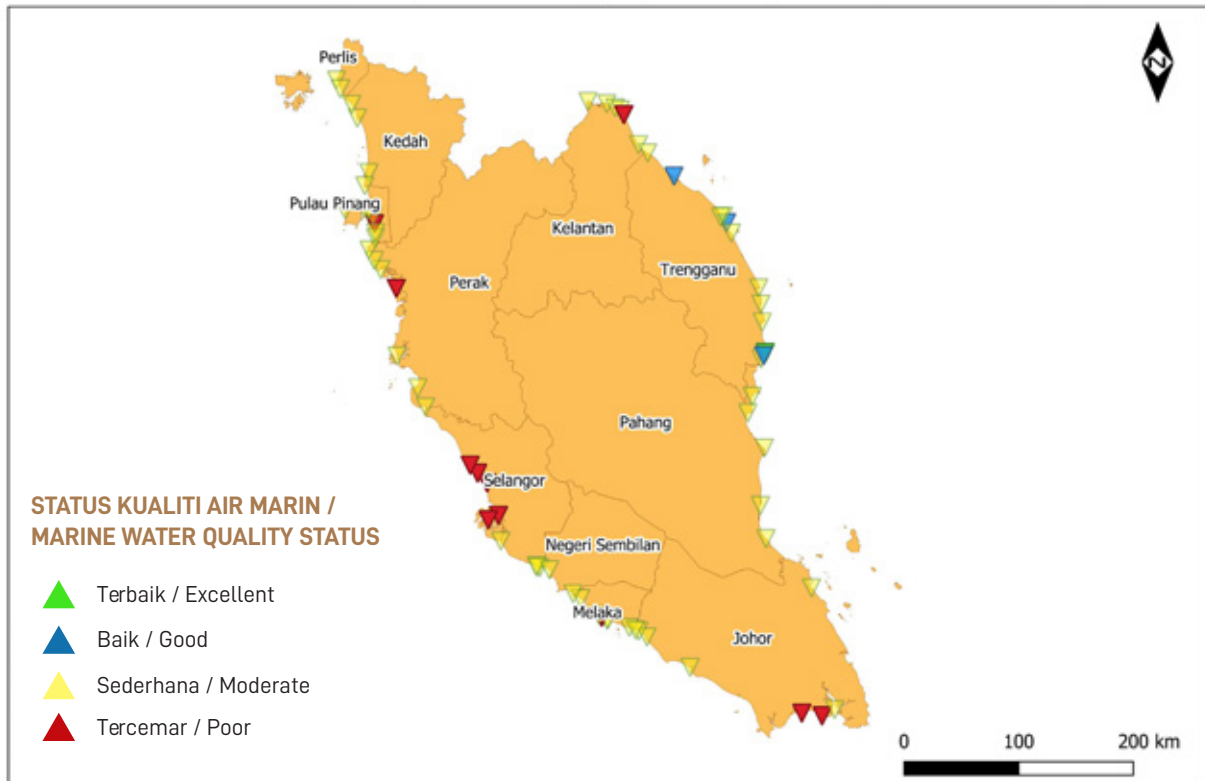 Perlis
Kedah
Pulau Pinang
Kelantan
Trengganu
Perak
Pahang
Selangor
Negeri Sembilan
Melaka
Johor
N
STATUS KUALITI AIR MARIN /
MARINE WATER QUALITY STATUS
Terbaik / Excellent
Baik / Good
Sederhana / Moderate
Tercemar / Poor
0 100 200 km